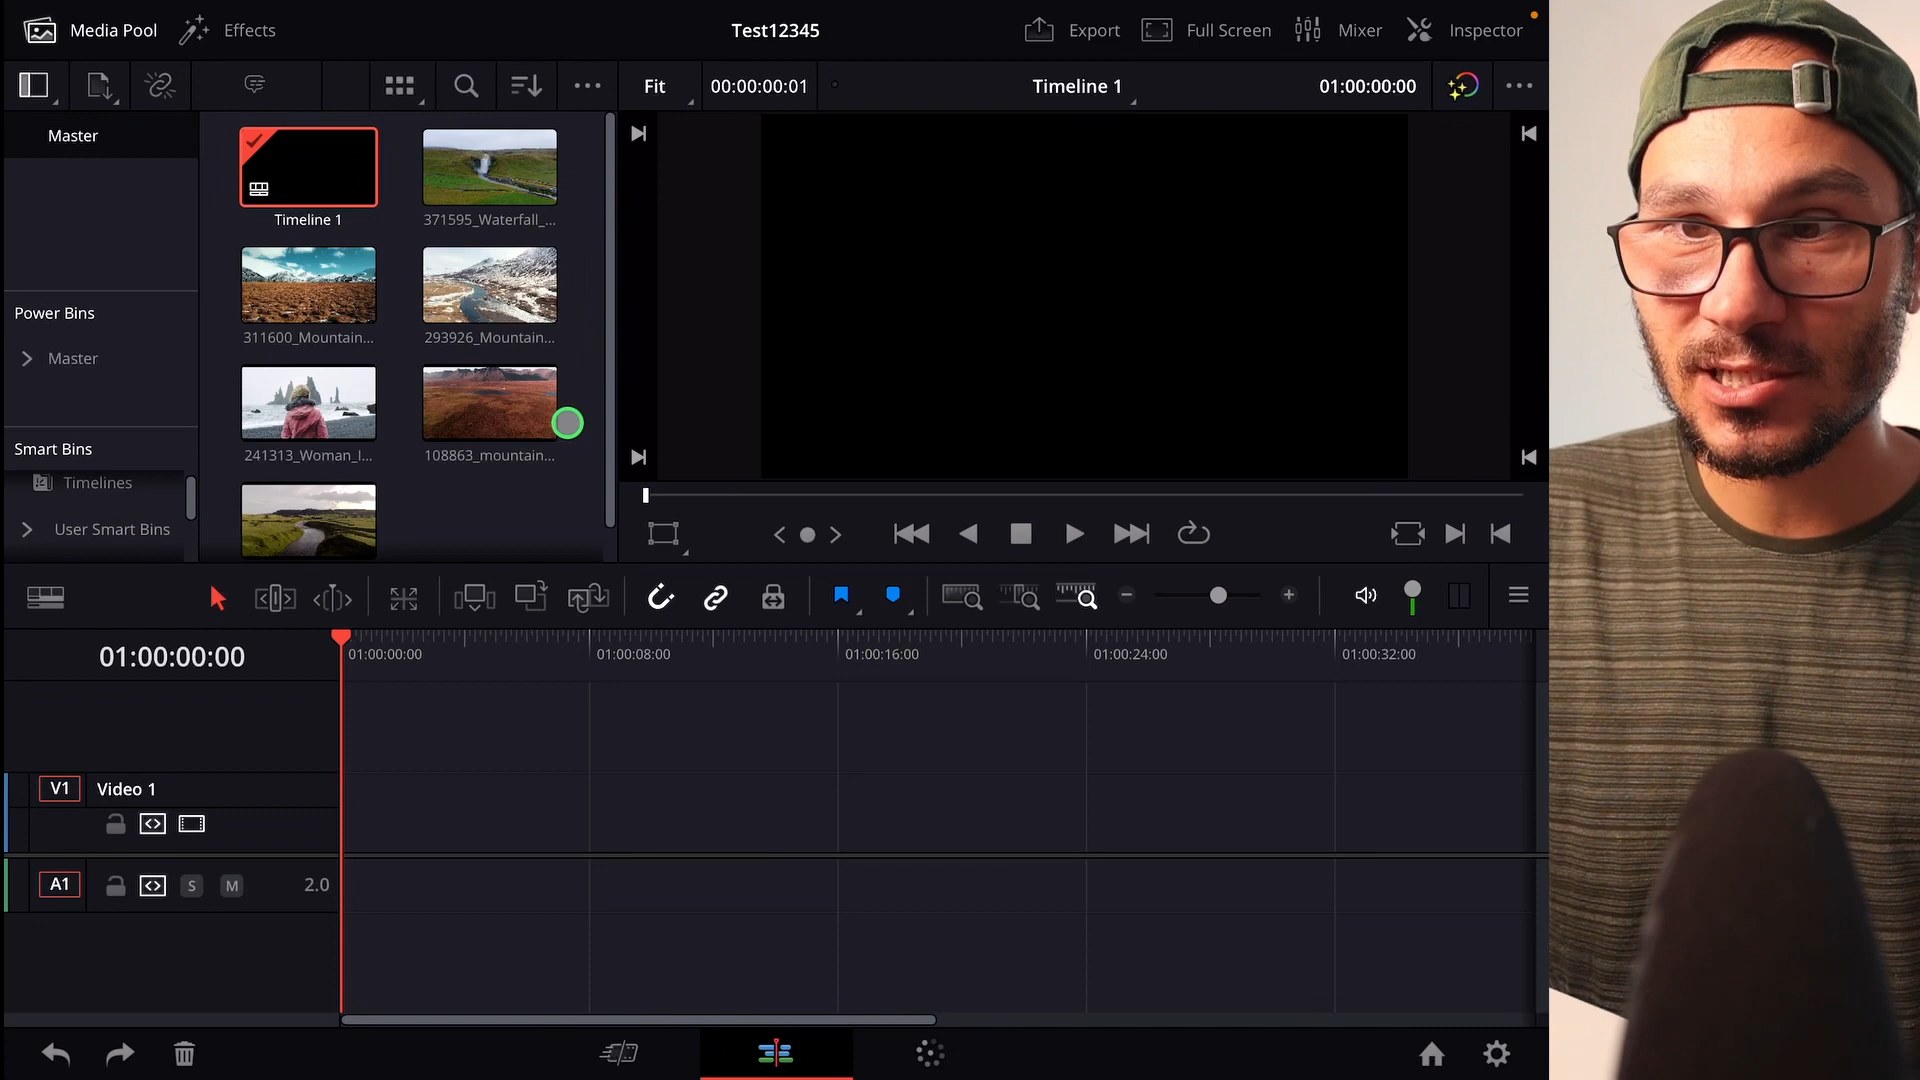 Media Pool
Effects
Test12345
Export
Full Screen
Mixer
Inspector
Fit
00:00:00:01
Timeline 1
01:00:00:00
Master
Timeline 1
371595_Waterfall_...
311600_Mountain...
293926_Mountain...
Power Bins
Master
241313_Woman_I...
108863_mountain...
Smart Bins
Timelines
User Smart Bins
01:00:00:00
01:00:00:00
01:00:08:00
01:00:16:00
01:00:24:00
01:00:32:00
V1
Video 1
A1
S
M
2.0